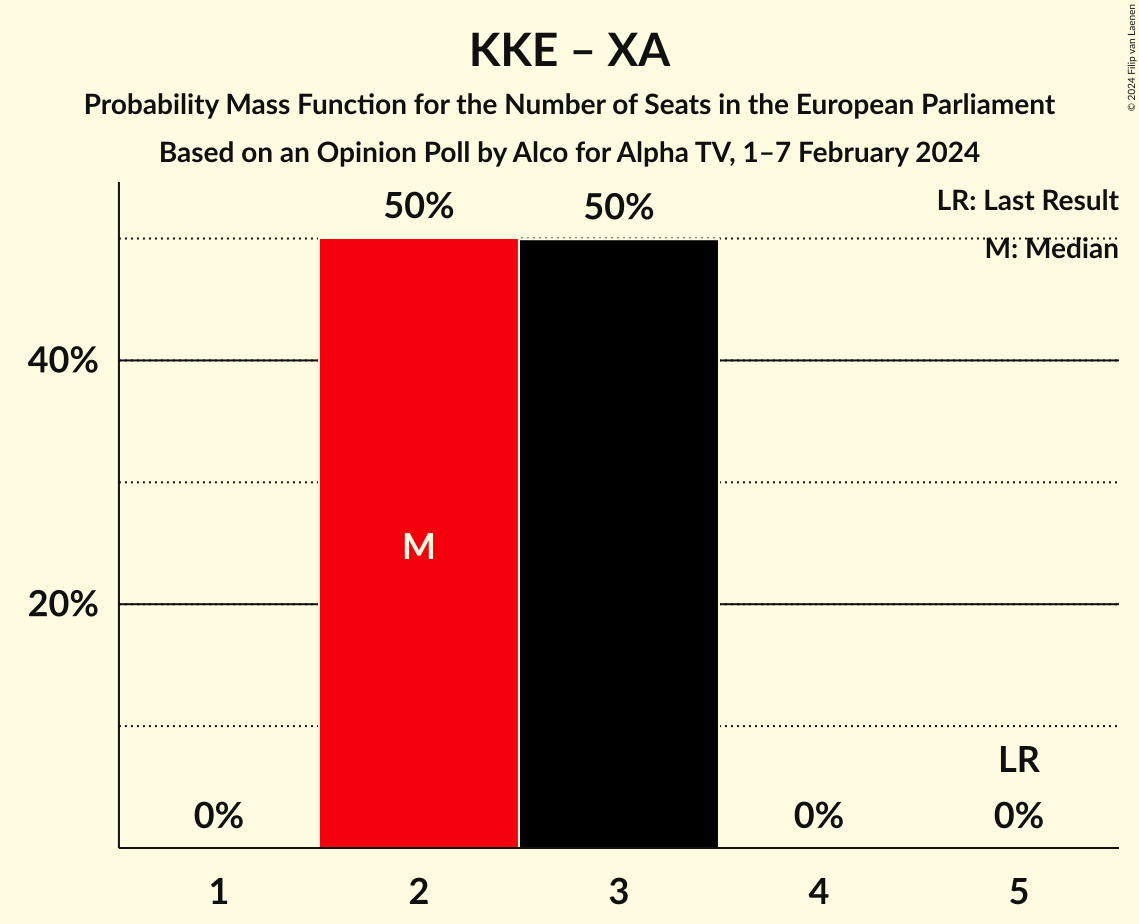 KKE – XA
Probability Mass Function for the Number of Seats in the European Parliament
Based on an Opinion Poll by Alco for Alpha TV, 1–7 February 2024
© 2024 Filip van Laenen
LR: Last Result
M: Median
50%
50%
40%
20%
M
LR
0%
0%
0%
1
2
3
4
5